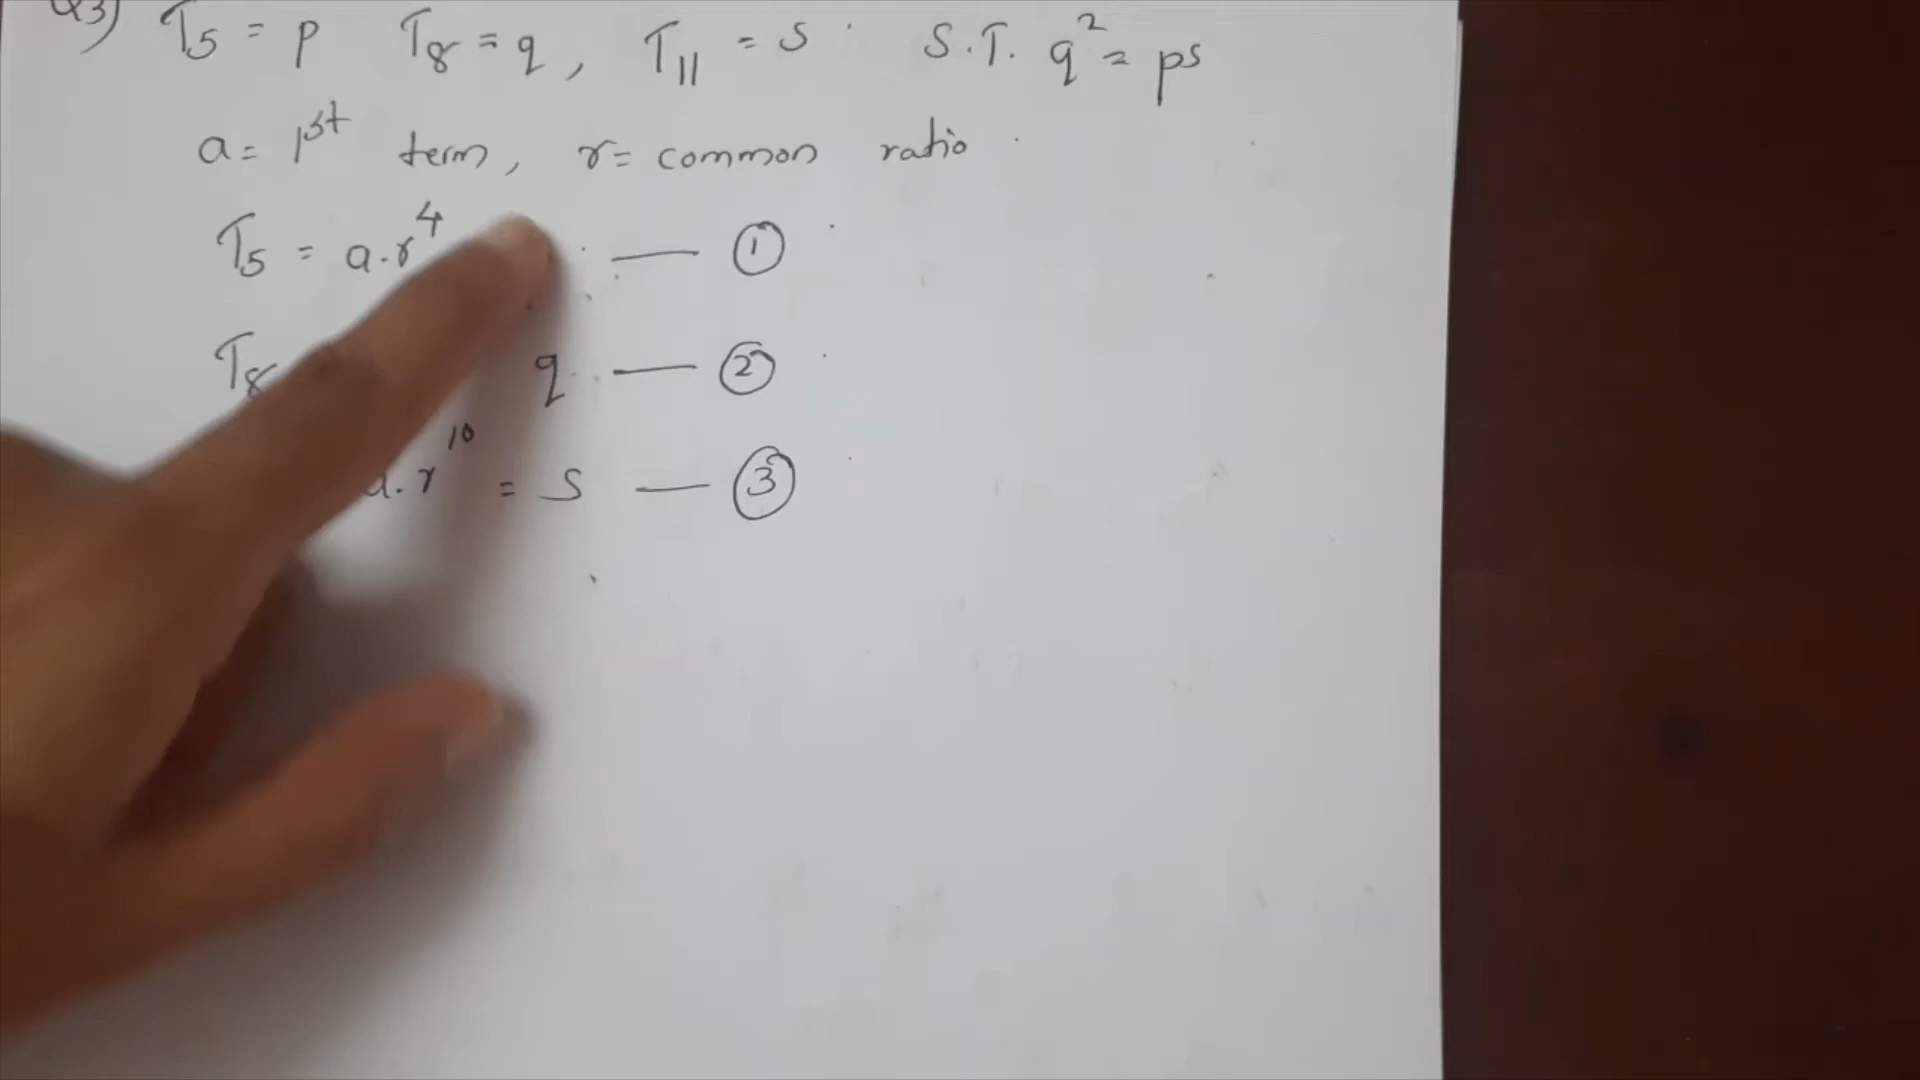 Q3) T5 = p T8 = q, T11 = s S.T. q² = ps
a = 1st term, r = common ratio
T5 = a.r⁴ — ①
T8 q — ②
a.r¹⁰ = s — ③